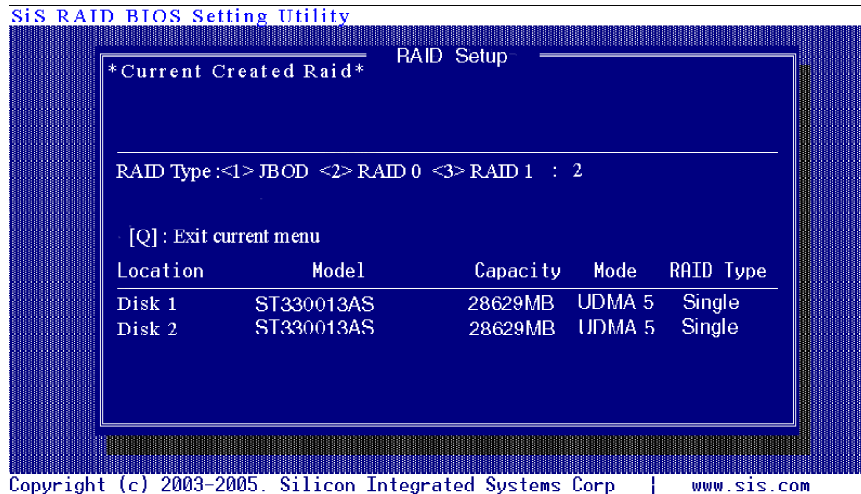 SiS RAID BIOS Setting Utility
RAID Setup
*Current Created Raid*
RAID Type :<1> JBOD <2> RAID 0 <3> RAID 1 : 2
[Q] : Exit current menu
Location Model Capacity Mode RAID Type
Disk 1 ST330013AS 28629MB UDMA 5 Single
Disk 2 ST330013AS 28629MB UDMA 5 Single
Copyright (c) 2003-2005. Silicon Integrated Systems Corp | www.sis.com